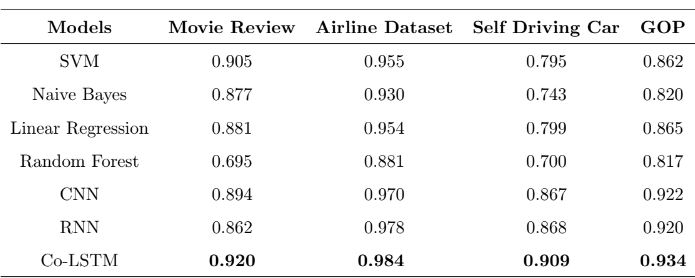 Models Movie Review Airline Dataset Self Driving Car GOP
SVM 0.905 0.955 0.795 0.862
Naive Bayes 0.877 0.930 0.743 0.820
Linear Regression 0.881 0.954 0.799 0.865
Random Forest 0.695 0.881 0.700 0.817
CNN 0.894 0.970 0.867 0.922
RNN 0.862 0.978 0.868 0.920
Co-LSTM 0.920 0.984 0.909 0.934